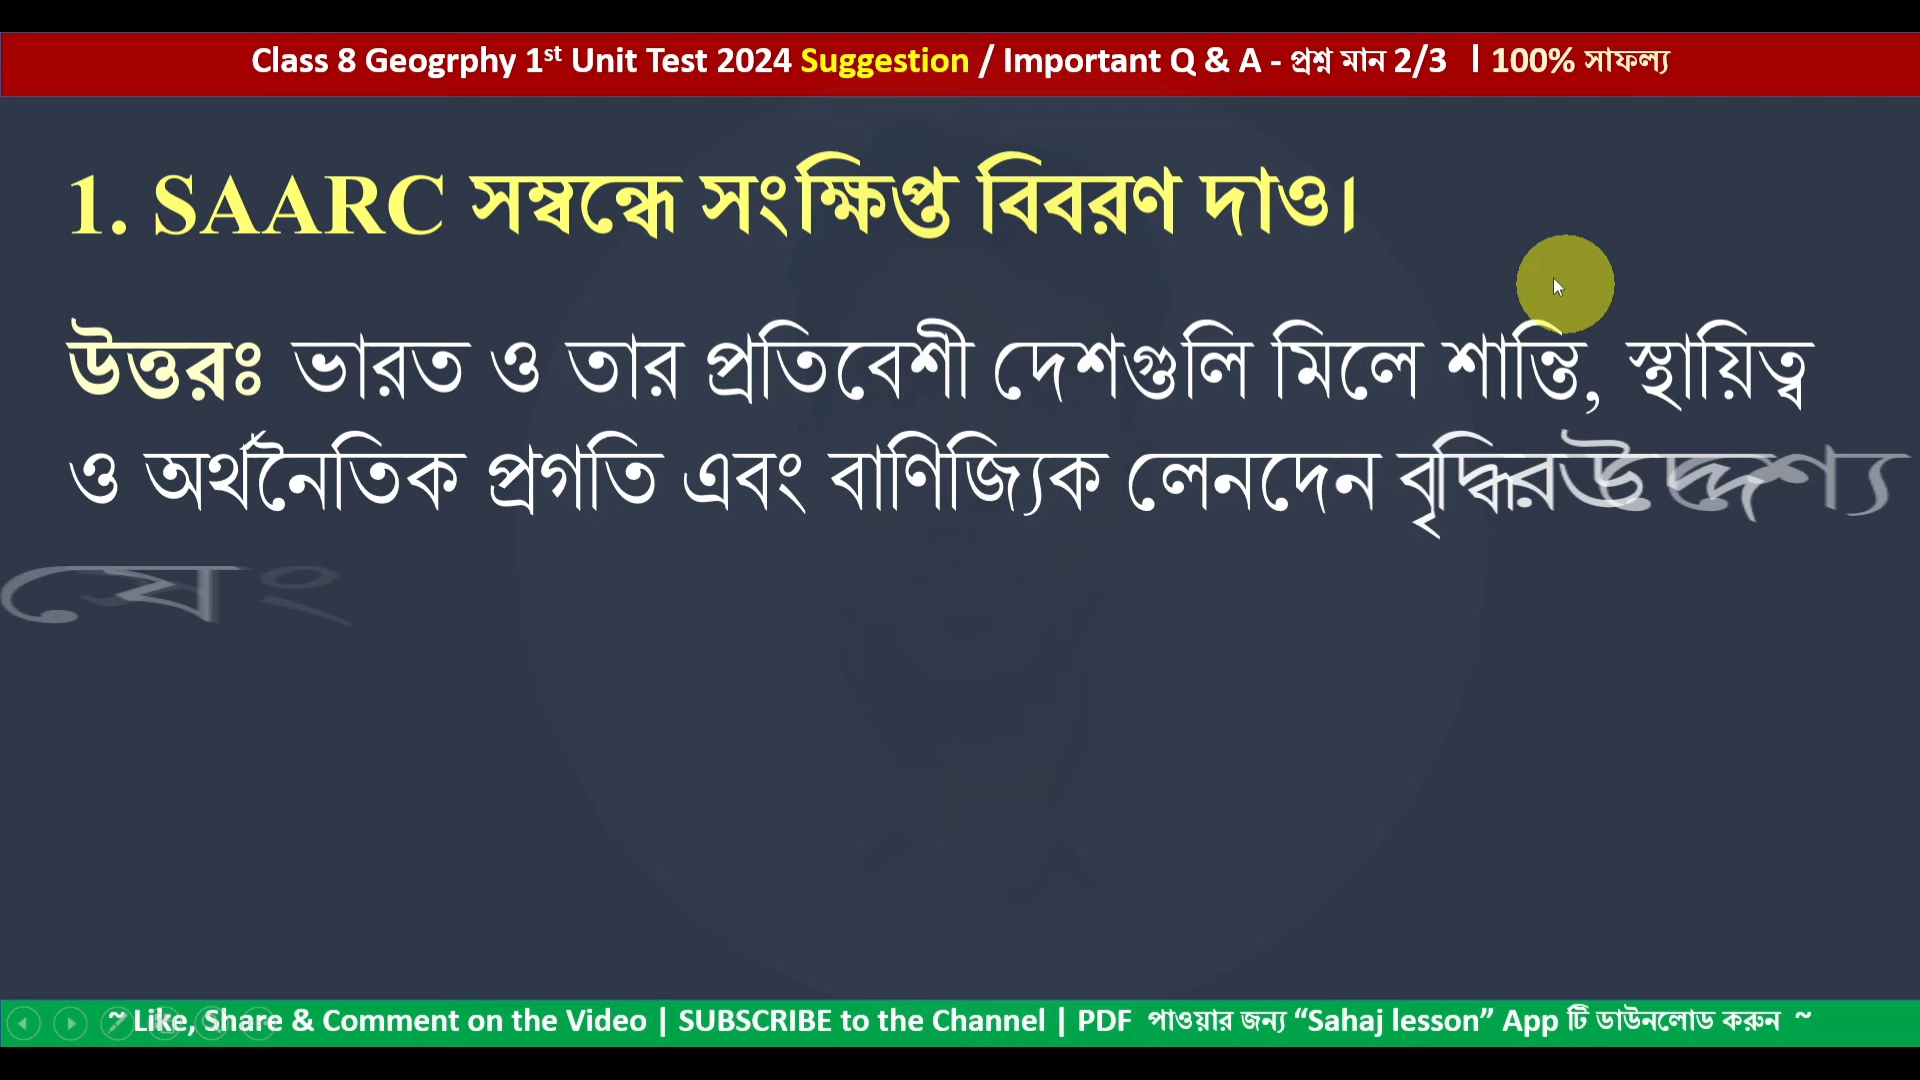 Class 8 Geogrphy 1st Unit Test 2024 Suggestion / Important Q & A - প্রশ্ন মান 2/3 | 100% সাফল্য
1. SAARC সম্বন্ধে সংক্ষিপ্ত বিবরণ দাও।
উত্তরঃ ভারত ও তার প্রতিবেশী দেশগুলি মিলে শান্তি, স্থায়িত্ব
ও অর্থনৈতিক প্রগতি এবং বাণিজ্যিক লেনদেন বৃদ্ধির উদ্দেশ্য
~ Like, Share & Comment on the Video | SUBSCRIBE to the Channel | PDF পাওয়ার জন্য “Sahaj lesson” App টি ডাউনলোড করুন ~